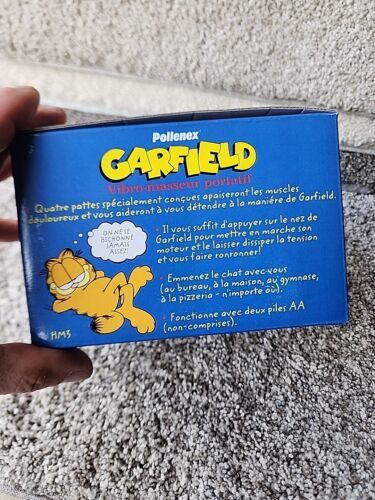 Pollenex
GARFIELD
Vibro-masseur portatif
Quatre pattes spécialement conçues apaiseront les muscles
douloureux et vous aideront à vous détendre à la manière de Garfield.
ON NE SE
BICHONNE
JAMAIS
ASSEZ!
• Il vous suffit d'appuyer sur le nez de
Garfield pour mettre en marche son
moteur et le laisser dissiper la tension
et vous faire ronronner!
• Emmenez le chat avec vous
(au bureau, à la maison, au gymnase,
à la pizzeria - n'importe où).
• Fonctionne avec deux piles AA
(non-comprises).
HM3